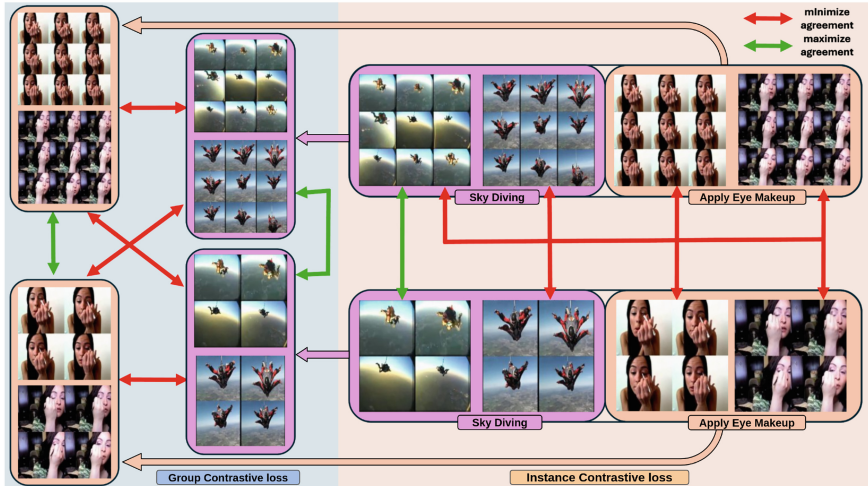 minimize
agreement
maximize
agreement
Sky Diving
Apply Eye Makeup
Sky Diving
Apply Eye Makeup
Group Contrastive loss
Instance Contrastive loss